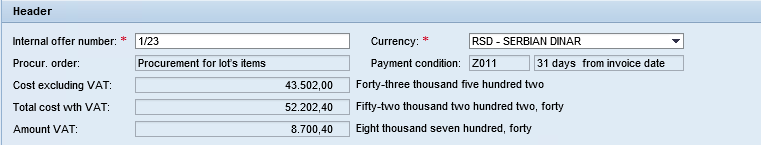 Header
Internal offer number: * 1/23 Currency: * RSD - SERBIAN DINAR
Procur. order: Procurement for lot's items Payment condition: Z011 31 days from invoice date
Cost excluding VAT: 43.502,00 Forty-three thousand five hundred two
Total cost wth VAT: 52.202,40 Fifty-two thousand two hundred two, forty
Amount VAT: 8.700,40 Eight thousand seven hundred, forty